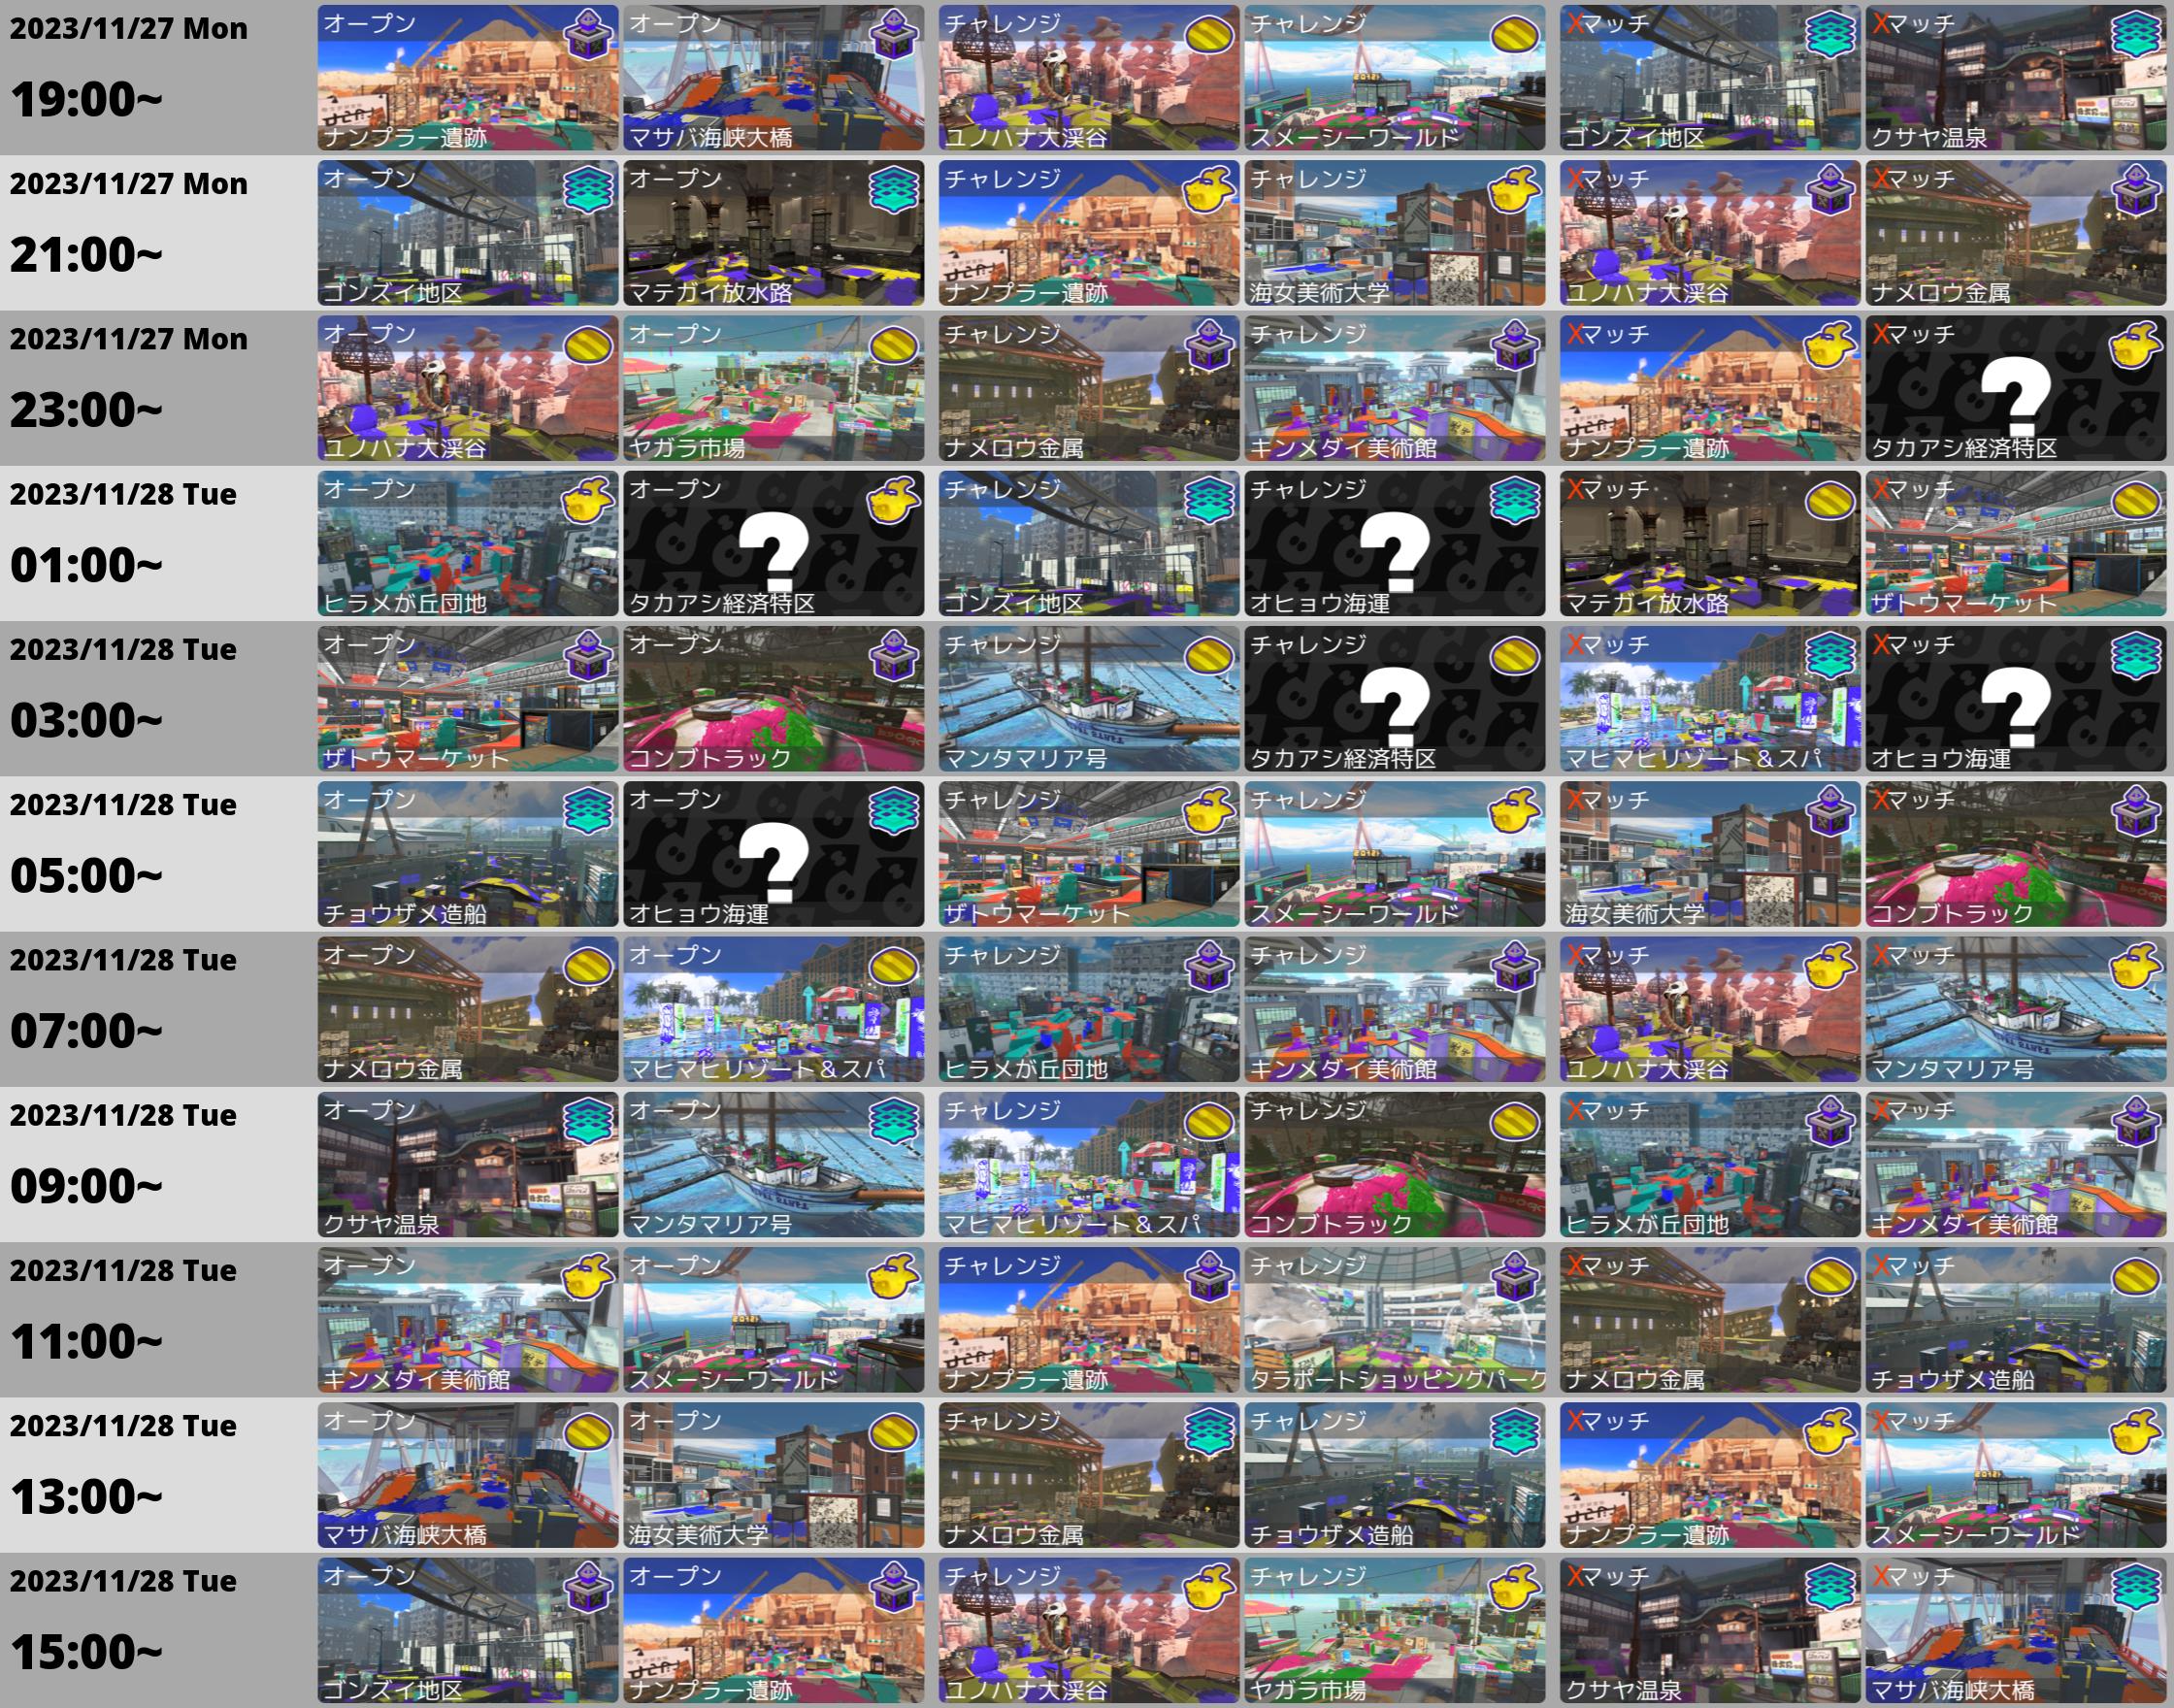 2023/11/27 Mon
19:00~
オープン
ナンプラー遺跡
オープン
マサバ海峡大橋
チャレンジ
ユノハナ大渓谷
チャレンジ
スメーシーワールド
Xマッチ
ゴンズイ地区
Xマッチ
クサヤ温泉
2023/11/27 Mon
21:00~
オープン
ゴンズイ地区
オープン
マテガイ放水路
チャレンジ
ナンプラー遺跡
チャレンジ
海女美術大学
Xマッチ
ユノハナ大渓谷
Xマッチ
ナメロウ金属
2023/11/27 Mon
23:00~
オープン
ユノハナ大渓谷
オープン
ヤガラ市場
チャレンジ
ナメロウ金属
チャレンジ
キンメダイ美術館
Xマッチ
ナンプラー遺跡
Xマッチ
?
タカアシ経済特区
2023/11/28 Tue
01:00~
オープン
ヒラメが丘団地
オープン
?
タカアシ経済特区
チャレンジ
ゴンズイ地区
チャレンジ
?
オヒョウ海運
Xマッチ
マテガイ放水路
Xマッチ
ザトウマーケット
2023/11/28 Tue
03:00~
オープン
ザトウマーケット
オープン
コンブトラック
チャレンジ
マンタマリア号
チャレンジ
?
タカアシ経済特区
Xマッチ
マヒマヒリゾート&スパ
Xマッチ
?
オヒョウ海運
2023/11/28 Tue
05:00~
オープン
チョウザメ造船
オープン
?
オヒョウ海運
チャレンジ
ザトウマーケット
チャレンジ
スメーシーワールド
Xマッチ
海女美術大学
Xマッチ
コンブトラック
2023/11/28 Tue
07:00~
オープン
ナメロウ金属
オープン
マヒマヒリゾート&スパ
チャレンジ
ヒラメが丘団地
チャレンジ
キンメダイ美術館
Xマッチ
ユノハナ大渓谷
Xマッチ
マンタマリア号
2023/11/28 Tue
09:00~
オープン
クサヤ温泉
オープン
マンタマリア号
チャレンジ
マヒマヒリゾート&スパ
チャレンジ
コンブトラック
Xマッチ
ヒラメが丘団地
Xマッチ
キンメダイ美術館
2023/11/28 Tue
11:00~
オープン
キンメダイ美術館
オープン
スメーシーワールド
チャレンジ
ナンプラー遺跡
チャレンジ
タラポートショッピングパーク
Xマッチ
ナメロウ金属
Xマッチ
チョウザメ造船
2023/11/28 Tue
13:00~
オープン
マサバ海峡大橋
オープン
海女美術大学
チャレンジ
ナメロウ金属
チャレンジ
チョウザメ造船
Xマッチ
ナンプラー遺跡
Xマッチ
スメーシーワールド
2023/11/28 Tue
15:00~
オープン
ゴンズイ地区
オープン
ナンプラー遺跡
チャレンジ
ユノハナ大渓谷
チャレンジ
ヤガラ市場
Xマッチ
クサヤ温泉
Xマッチ
マサバ海峡大橋